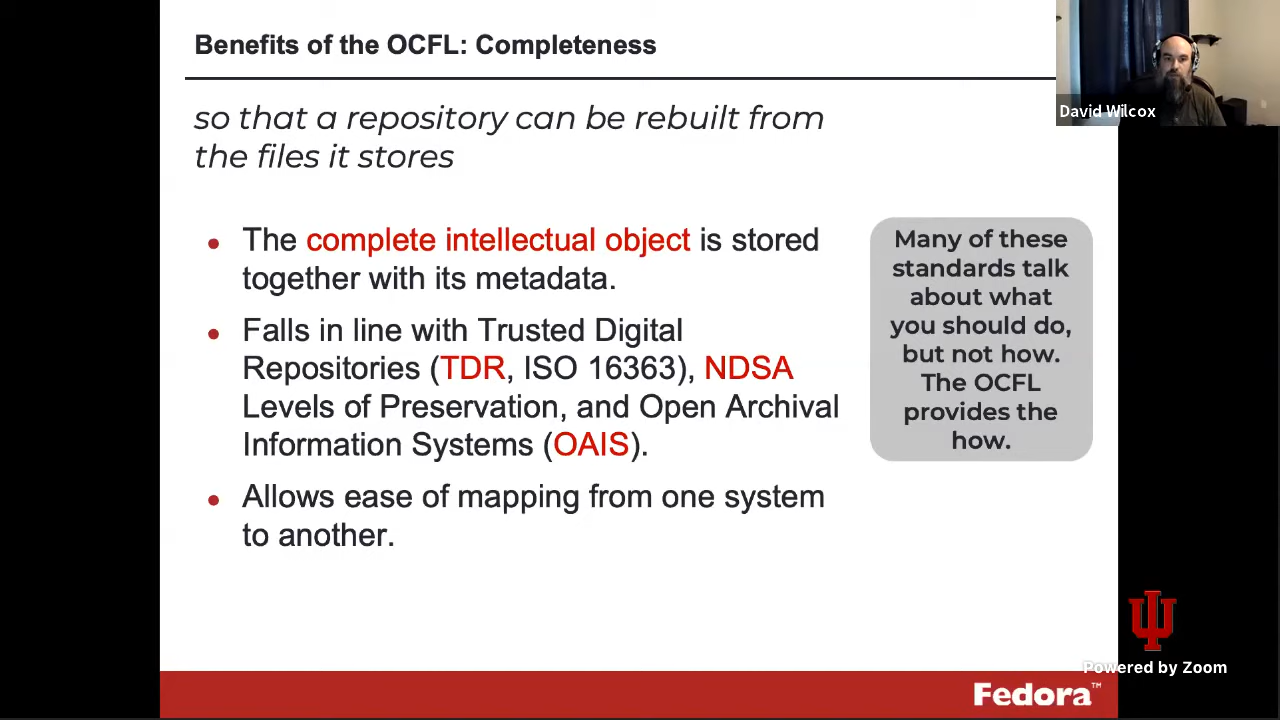 Benefits of the OCFL: Completeness
David Wilcox
so that a repository can be rebuilt from
the files it stores
• The complete intellectual object is stored
together with its metadata.
• Falls in line with Trusted Digital
Repositories (TDR, ISO 16363), NDSA
Levels of Preservation, and Open Archival
Information Systems (OAIS).
• Allows ease of mapping from one system
to another.
Many of these
standards talk
about what
you should do,
but not how.
The OCFL
provides the
how.
Powered by Zoom
Fedora™